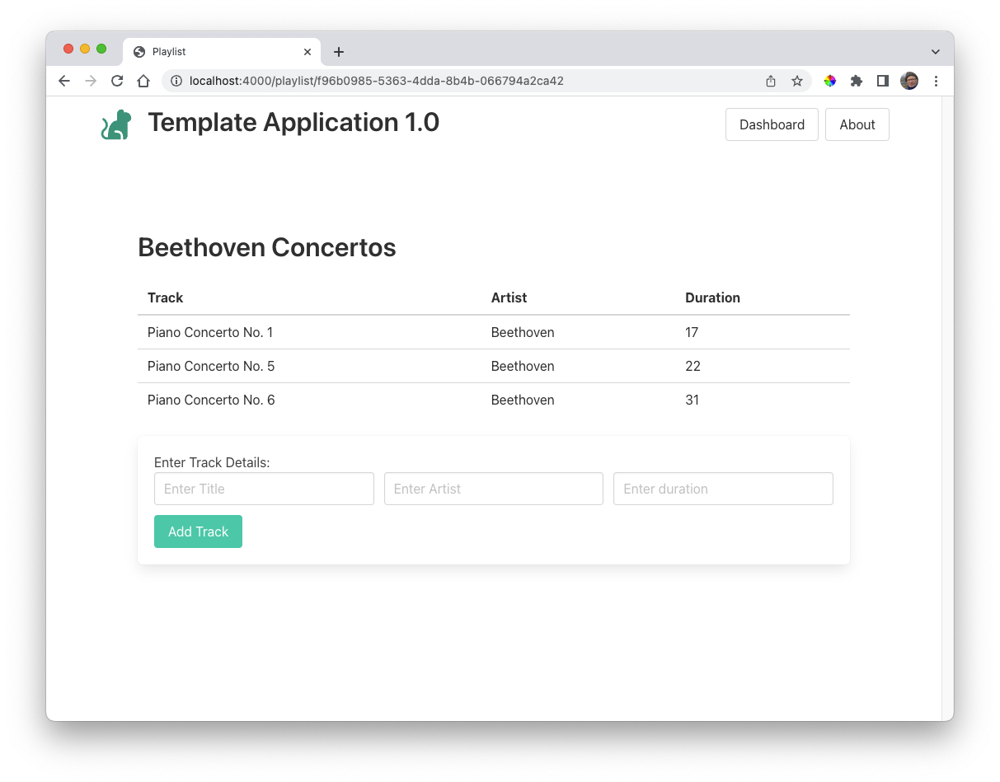 Playlist
localhost:4000/playlist/f96b0985-5363-4dda-8b4b-066794a2ca42
Template Application 1.0
Dashboard About
Beethoven Concertos
Track Artist Duration
Piano Concerto No. 1 Beethoven 17
Piano Concerto No. 5 Beethoven 22
Piano Concerto No. 6 Beethoven 31
Enter Track Details:
Enter Title Enter Artist Enter duration
Add Track